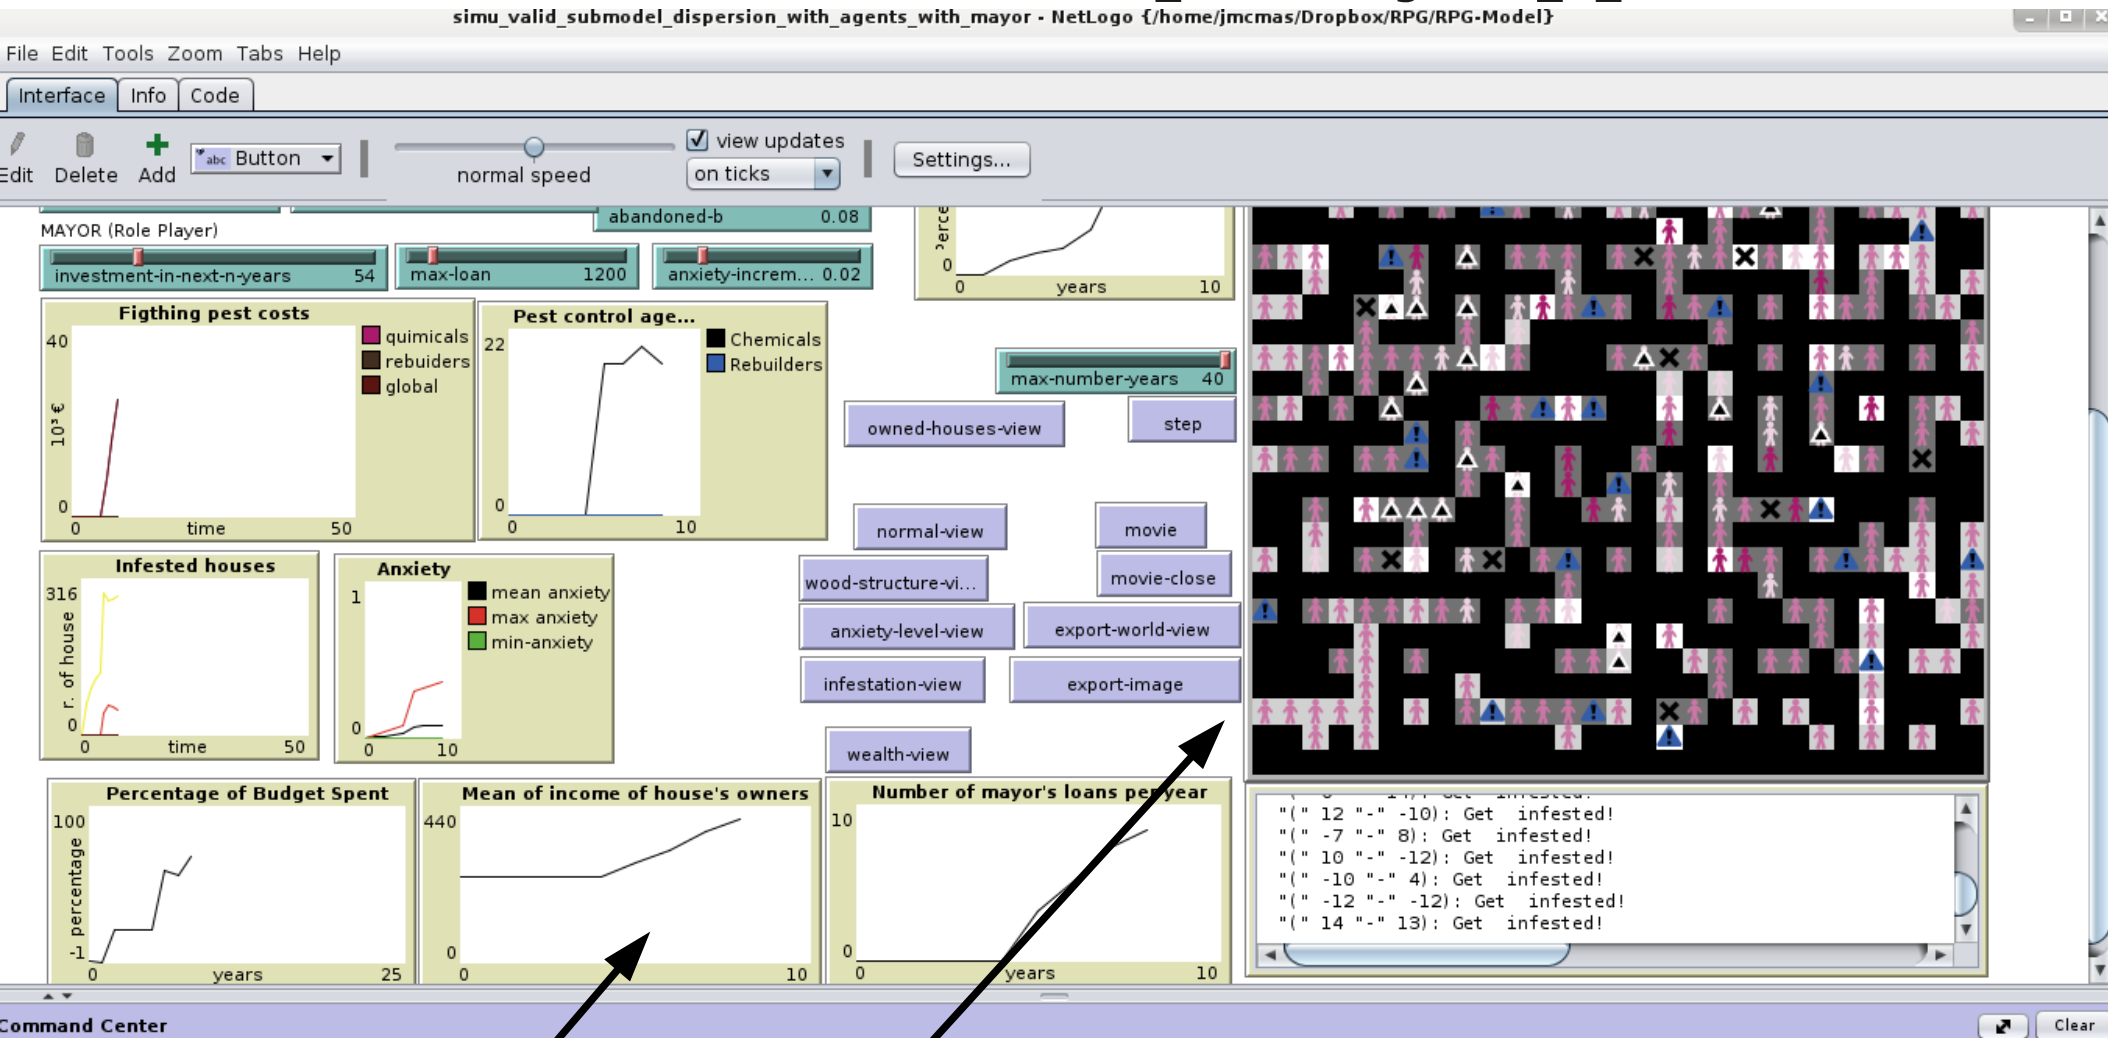 simu_valid_submodel_dispersion_with_agents_with_mayor - NetLogo {/home/jmcmas/Dropbox/RPG/RPG-Model}
File Edit Tools Zoom Tabs Help
Interface Info Code
Edit Delete Add
abc Button
normal speed
view updates
on ticks
Settings...
abandoned-b 0.08
MAYOR (Role Player)
investment-in-next-n-years 54
max-loan 1200
anxiety-increm... 0.02
0
0 years 10
Figthing pest costs
40
10³ €
0
0 time 50
quimicals
rebuiders
global
Pest control age...
22
0
0 10
Chemicals
Rebuilders
max-number-years 40
owned-houses-view
step
normal-view
movie
wood-structure-vi...
movie-close
anxiety-level-view
export-world-view
infestation-view
export-image
wealth-view
Infested houses
316
r. of house
0
0 time 50
Anxiety
1
0
0 10
mean anxiety
max anxiety
min-anxiety
Percentage of Budget Spent
100
percentage
-1
0 years 25
Mean of income of house's owners
440
0
0 10
Number of mayor's loans per year
10
0
years 10
"(" 12 "-" -10): Get infested!
"(" -7 "-" 8): Get infested!
"(" 10 "-" -12): Get infested!
"(" -10 "-" 4): Get infested!
"(" -12 "-" -12): Get infested!
"(" 14 "-" 13): Get infested!
Command Center
Clear